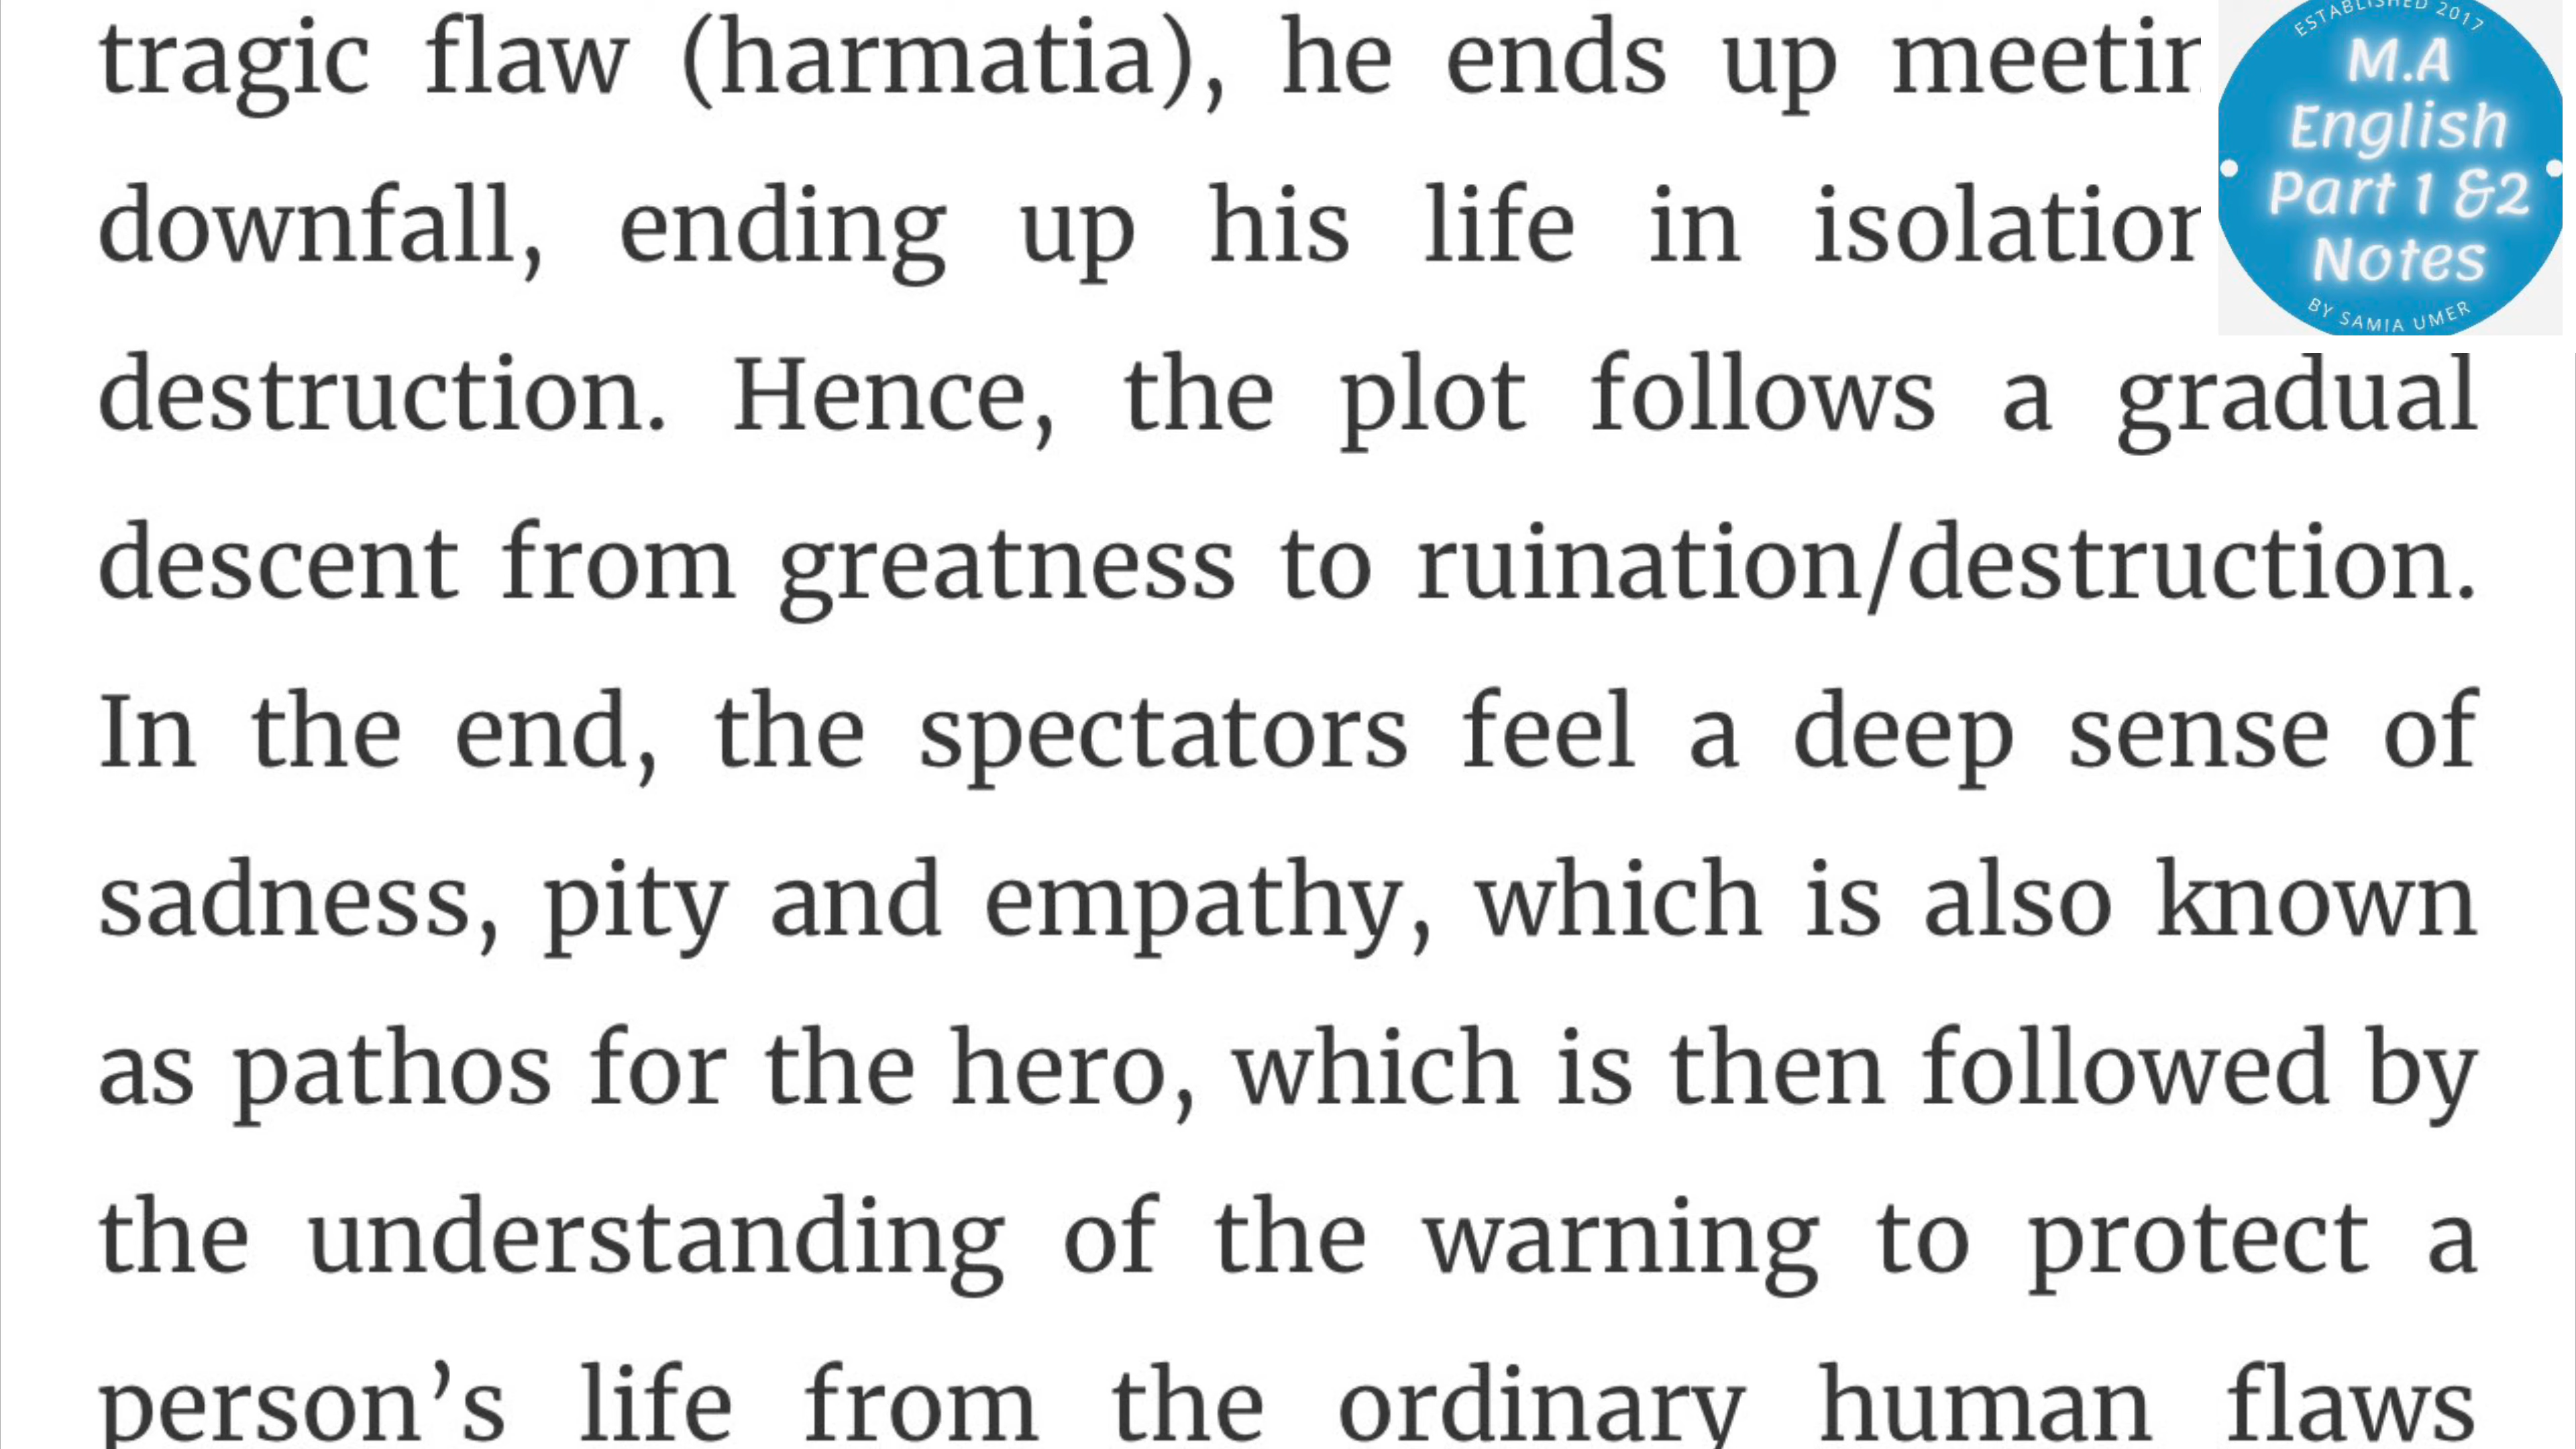 tragic flaw (harmatia), he ends up
downfall, ending up his life in
destruction. Hence, the plot follows a gradual
descent from greatness to ruination/destruction.
In the end, the spectators feel a deep sense of
sadness, pity and empathy, which is also known
as pathos for the hero, which is then followed by
the understanding of the warning to protect a
person’s life from the ordinary human flaws
ESTABLISHED 2017
M.A
English
Part 1 &2
Notes
BY SAMIA UMER